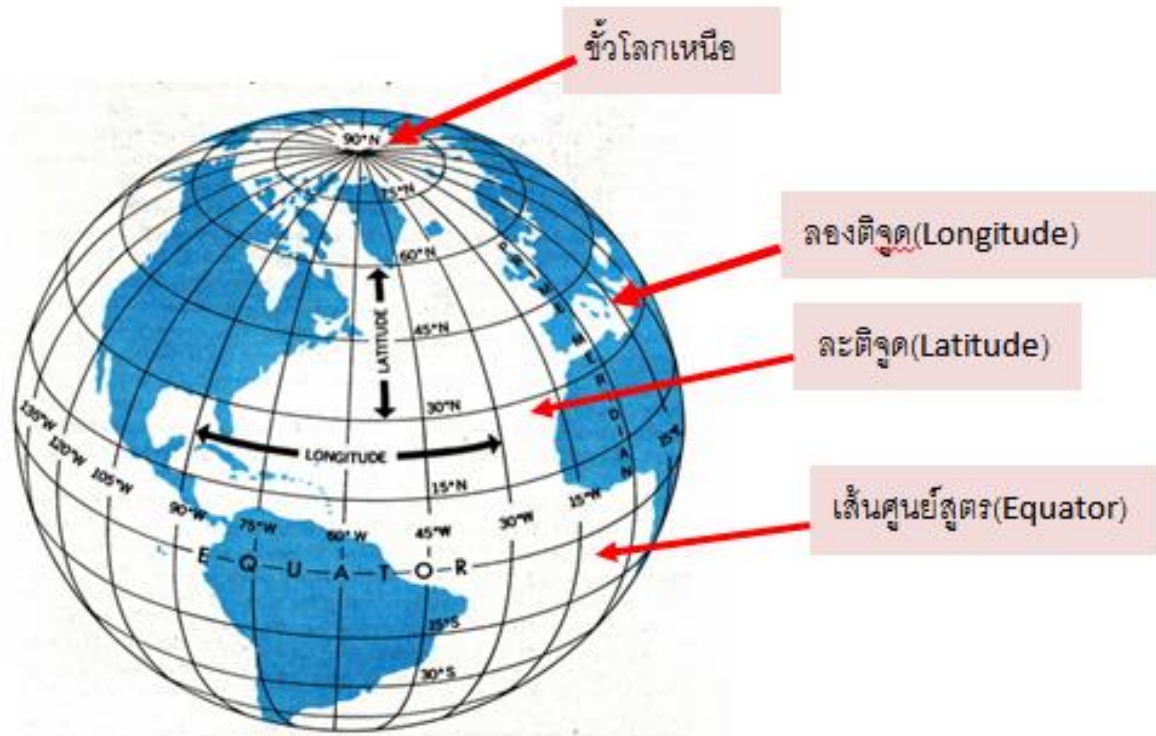 ขั้วโลกเหนือ
90°N
75°N
ลองติจูด(Longitude)
60°N
PRIME MERIDIAN
45°N
LATITUDE
ละติจูด(Latitude)
30°N
LONGITUDE
15°N
135°W
120°W
105°W
90°W
75°W
60°W
45°W
30°W
15°W
15°E
เส้นศูนย์สูตร(Equator)
EQUATOR
15°S
30°S